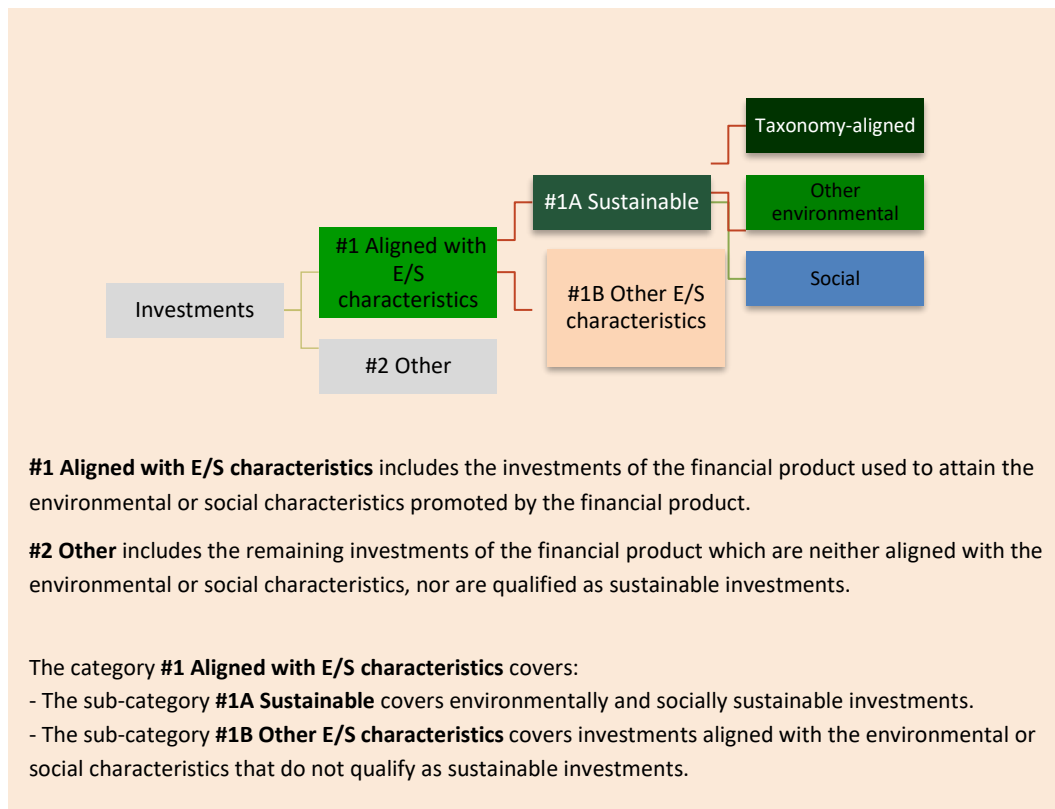 Taxonomy-aligned
#1A Sustainable
Other
environmental
#1 Aligned with
E/S
characteristics
Social
#1B Other E/S
characteristics
Investments
#2 Other
#1 Aligned with E/S characteristics includes the investments of the financial product used to attain the
environmental or social characteristics promoted by the financial product.
#2 Other includes the remaining investments of the financial product which are neither aligned with the
environmental or social characteristics, nor are qualified as sustainable investments.
The category #1 Aligned with E/S characteristics covers:
- The sub-category #1A Sustainable covers environmentally and socially sustainable investments.
- The sub-category #1B Other E/S characteristics covers investments aligned with the environmental or
social characteristics that do not qualify as sustainable investments.